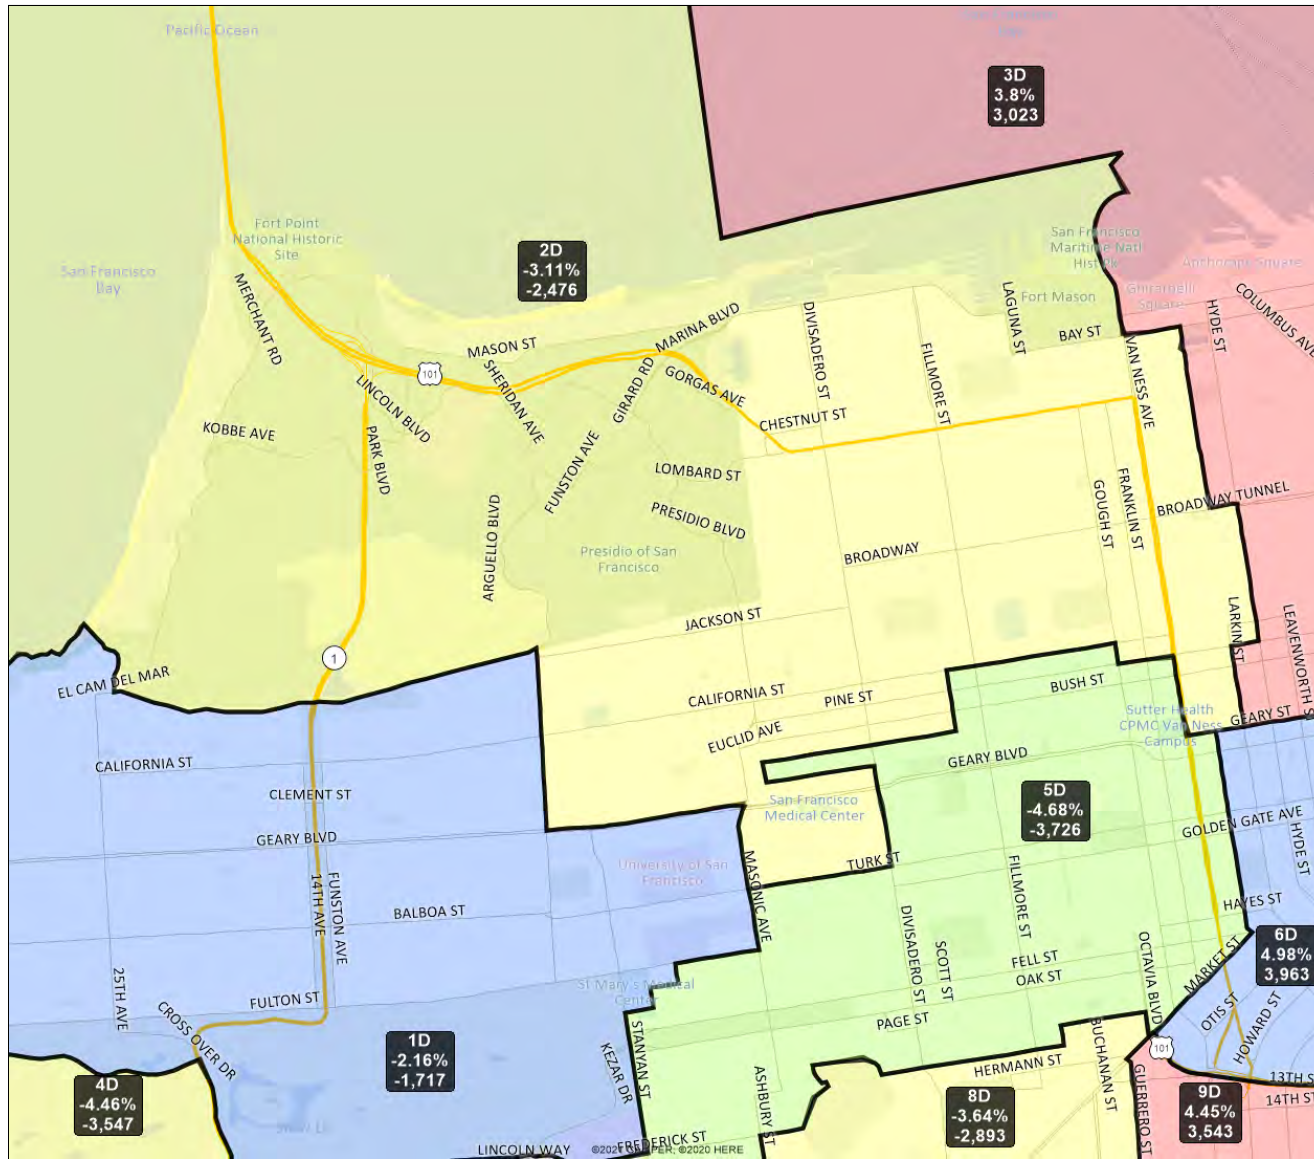 Pacific Ocean
3D
3.8%
3,023
Fort Point
National Historic
Site
San Francisco
Bay
2D
-3.11%
-2,476
San Francisco
Maritime Natl
Hist Pk
Anchorage Square
Ghirardelli
Square
Fort Mason
MERCHANT RD
MASON ST
MARINA BLVD
DIVISADERO ST
LAGUNA ST
BAY ST
HYDE ST
COLUMBUS AVE
101
SHERIDAN AVE
GIRARD RD
GORGAS AVE
FILLMORE ST
VAN NESS AVE
LINCOLN BLVD
CHESTNUT ST
KOBBE AVE
PARK BLVD
FUNSTON AVE
LOMBARD ST
GOUGH ST
FRANKLIN ST
BROADWAY TUNNEL
ARGUELLO BLVD
PRESIDIO BLVD
Presidio of San
Francisco
BROADWAY
JACKSON ST
LARKIN ST
LEAVENWORTH S
1
EL CAM DEL MAR
CALIFORNIA ST
PINE ST
BUSH ST
EUCLID AVE
Sutter Health
CPMC Van Ness
Campus
GEARY ST
CALIFORNIA ST
GEARY BLVD
CLEMENT ST
San Francisco
Medical Center
5D
-4.68%
-3,726
GOLDEN GATE AVE
HYDE ST
GEARY BLVD
TURK ST
MASONIC AVE
University of San
Francisco
14TH AVE
FUNSTON AVE
BALBOA ST
FILLMORE ST
HAYES ST
DIVISADERO ST
SCOTT ST
FELL ST
OAK ST
OCTAVIA BLVD
MARKET ST
6D
4.98%
3,963
25TH AVE
CROSS OVER DR
FULTON ST
St Mary's Medical
Center
STANYAN ST
KEZAR DR
PAGE ST
OTIS ST
HOWARD ST
1D
-2.16%
-1,717
4D
-4.46%
-3,547
BUCHANAN ST
101
HERMANN ST
ASHBURY ST
8D
-3.64%
-2,893
GUERRERO ST
9D
4.45%
3,543
13TH S
14TH ST
LINCOLN WAY
FREDERICK ST
©2021 CALIPER; ©2020 HERE